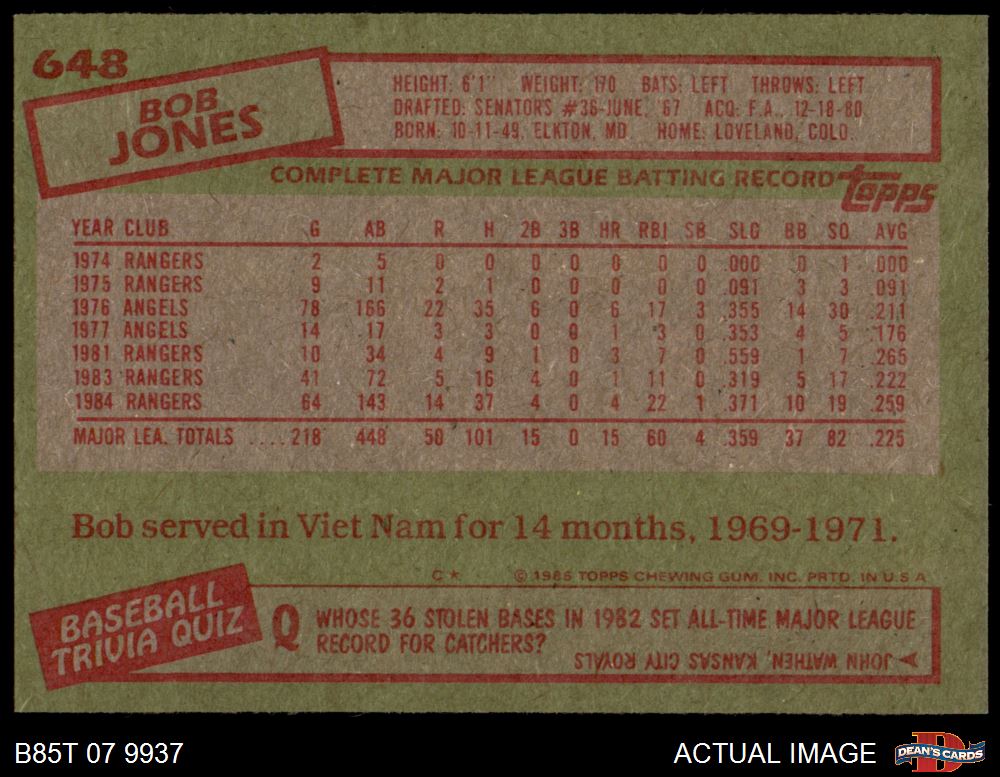 648
BOB
JONES
HEIGHT: 6'1" WEIGHT: 170 BATS: LEFT THROWS: LEFT
DRAFTED: SENATORS #36-JUNE, '67 ACQ: F.A., 12-18-80
BORN: 10-11-49, ELKTON, MD. HOME: LOVELAND, COLO.
COMPLETE MAJOR LEAGUE BATTING RECORD topps
YEAR CLUB G AB R H 2B 3B HR RBI SB SLG BB SO AVG
1974 RANGERS 2 5 0 0 0 0 0 0 0 .000 0 1 .000
1975 RANGERS 9 11 2 1 0 0 0 0 0 .091 3 3 .091
1976 ANGELS 78 166 22 35 6 0 6 17 3 .355 14 30 .211
1977 ANGELS 14 17 3 3 0 0 1 3 0 .353 4 5 .176
1981 RANGERS 10 34 4 9 1 0 3 7 0 .559 1 7 .265
1983 RANGERS 41 72 5 16 4 0 1 11 0 .319 5 17 .222
1984 RANGERS 64 143 14 37 4 0 4 22 1 .371 10 19 .259
MAJOR LEA. TOTALS ....218 448 50 101 15 0 15 60 4 .359 37 82 .225
Bob served in Viet Nam for 14 months, 1969-1971.
C* © 1985 TOPPS CHEWING GUM, INC. PRTD. IN U.S.A.
BASEBALL
TRIVIA QUIZ
Q WHOSE 36 STOLEN BASES IN 1982 SET ALL-TIME MAJOR LEAGUE
RECORD FOR CATCHERS?
A JOHN WATHEN, KANSAS CITY ROYALS
B85T 07 9937
ACTUAL IMAGE
D
DEAN'S CARDS